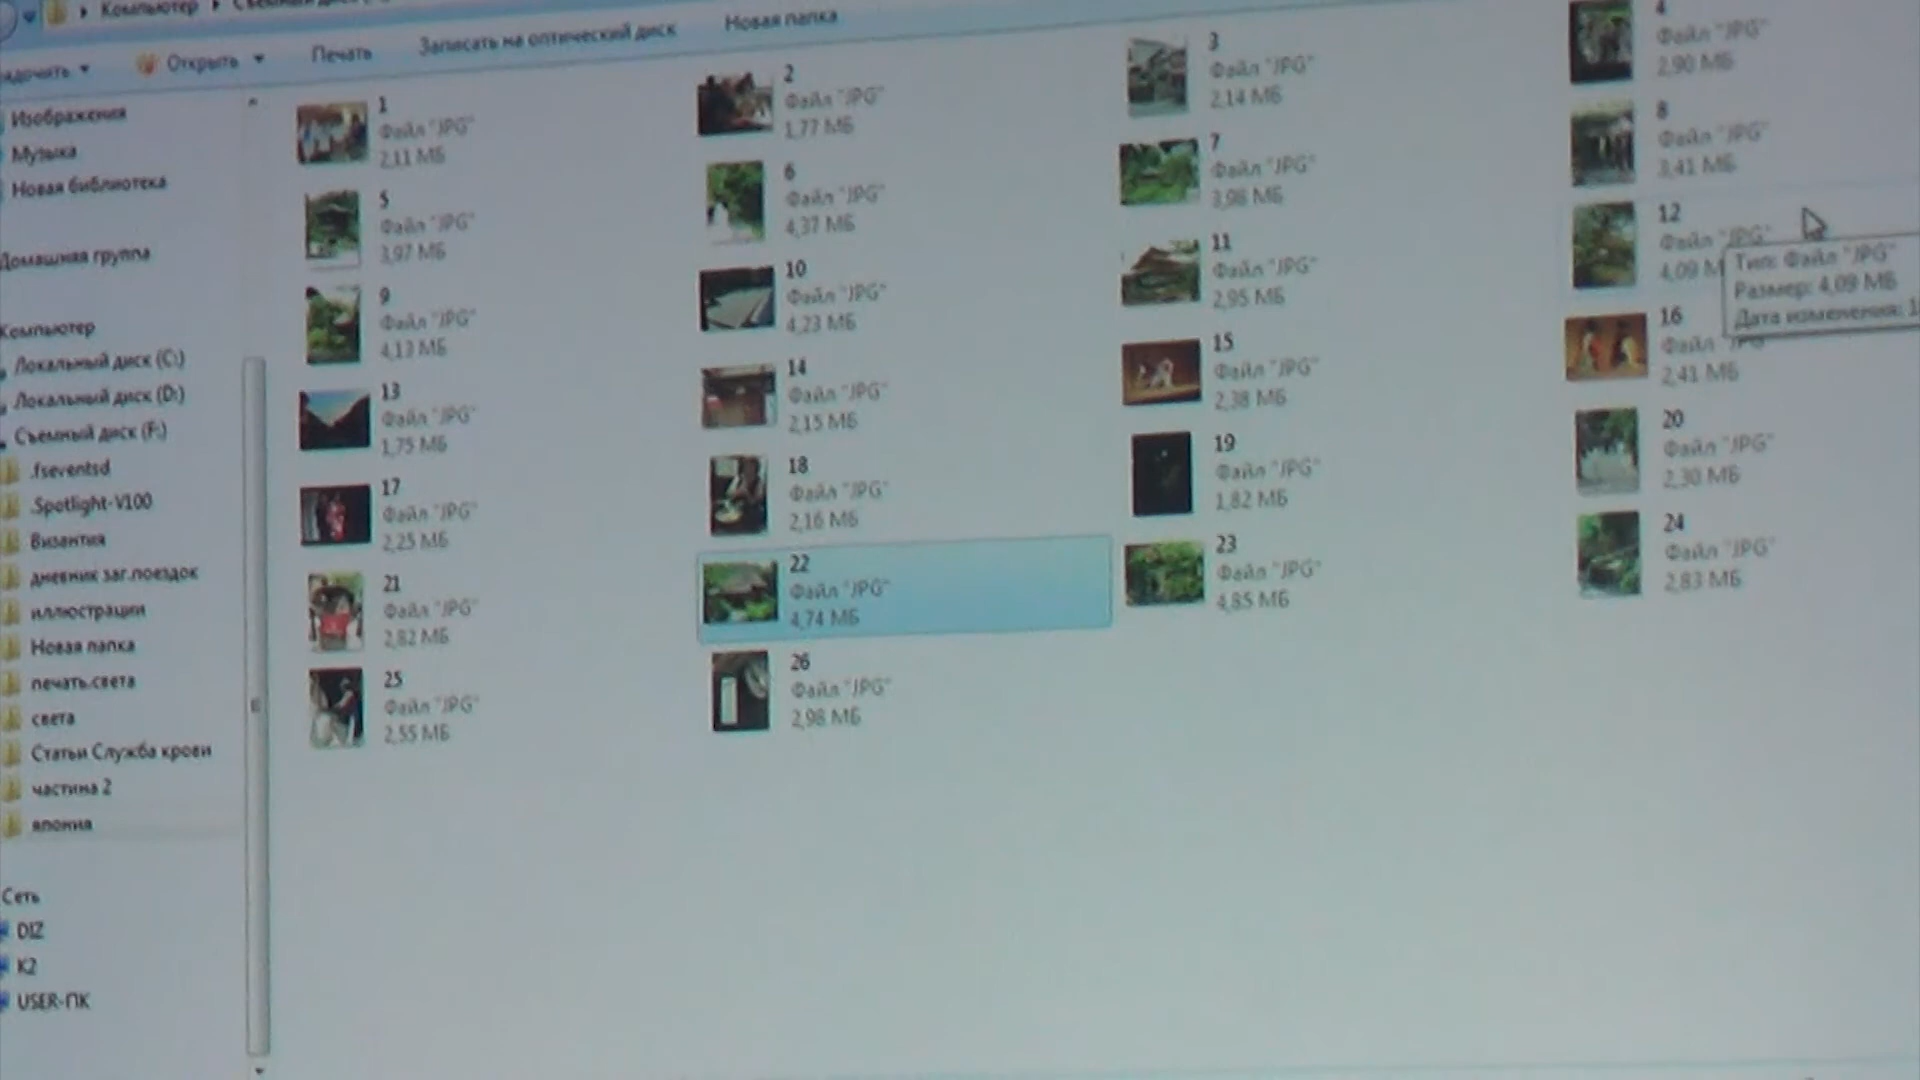 Компьютер
Открыть
Печать
Записать на оптический диск
Новая папка
Изображения
Музыка
Новая библиотека
Домашняя группа
Компьютер
Локальный диск (C:)
Локальный диск (D:)
Съемный диск (F:)
.fseventsd
.Spotlight-V100
Византия
дневник заг.поездок
иллюстрации
Новая папка
печать.света
света
Статьи Служба крови
частина 2
япония
Сеть
DIZ
K2
USER-ПК
1
Файл "JPG"
2,11 МБ
2
Файл "JPG"
1,77 МБ
3
Файл "JPG"
2,14 МБ
4
Файл "JPG"
2,90 МБ
5
Файл "JPG"
3,97 МБ
6
Файл "JPG"
4,37 МБ
7
Файл "JPG"
3,98 МБ
8
Файл "JPG"
3,41 МБ
9
Файл "JPG"
4,13 МБ
10
Файл "JPG"
4,23 МБ
11
Файл "JPG"
2,95 МБ
12
Файл "JPG"
4,09 М
Тип: Файл "JPG"
Размер: 4,09 МБ
Дата изменения: 1
13
Файл "JPG"
1,75 МБ
14
Файл "JPG"
2,15 МБ
15
Файл "JPG"
2,38 МБ
16
Файл "JPG"
2,41 МБ
17
Файл "JPG"
2,25 МБ
18
Файл "JPG"
2,16 МБ
19
Файл "JPG"
1,82 МБ
20
Файл "JPG"
2,30 МБ
21
Файл "JPG"
2,82 МБ
22
Файл "JPG"
4,74 МБ
23
Файл "JPG"
4,85 МБ
24
Файл "JPG"
2,83 МБ
25
Файл "JPG"
2,55 МБ
26
Файл "JPG"
2,98 МБ